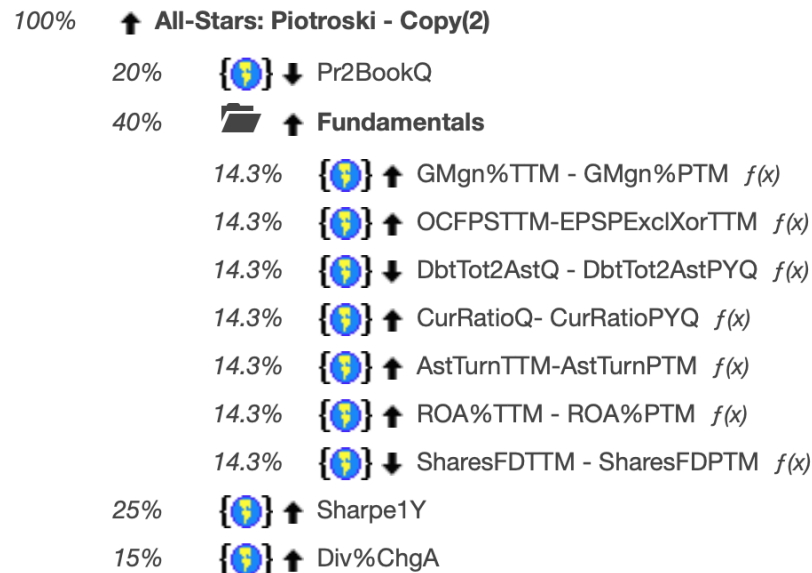 100% All-Stars: Piotroski - Copy(2)
20% Pr2BookQ
40% Fundamentals
14.3% GMgn%TTM - GMgn%PTM f(x)
14.3% OCFPSTTM-EPSPExclXorTTM f(x)
14.3% DbtTot2AstQ - DbtTot2AstPYQ f(x)
14.3% CurRatioQ- CurRatioPYQ f(x)
14.3% AstTurnTTM-AstTurnPTM f(x)
14.3% ROA%TTM - ROA%PTM f(x)
14.3% SharesFDTTM - SharesFDPTM f(x)
25% Sharpe1Y
15% Div%ChgA